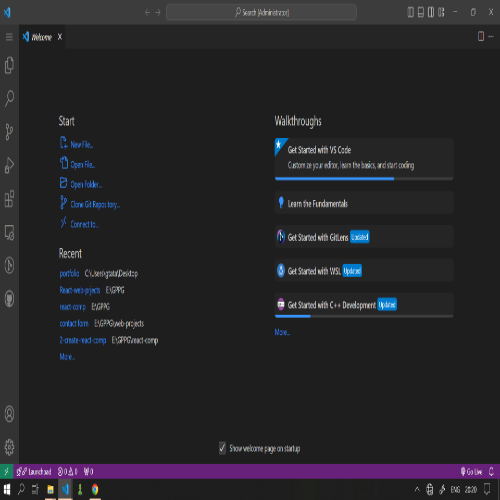 Search [Administrator]
Welcome
Start
New File...
Open File...
Open Folder...
Clone Git Repository...
Connect to...
Recent
portfolio C:\Users\gtata\Desktop
React-web-prjects E:\GPPG
react-comp E:\GPPG
contact form E:\GPPG\web-projects
2-create-react-comp E:\GPPG\react-comp
More...
Walkthroughs
Get Started with VS Code
Customize your editor, learn the basics, and start coding
Learn the Fundamentals
Get Started with GitLens Updated
Get Started with WSL Updated
Get Started with C++ Development Updated
More...
Show welcome page on startup
Launchpad 0 0 0 Go Live
ENG 20:20